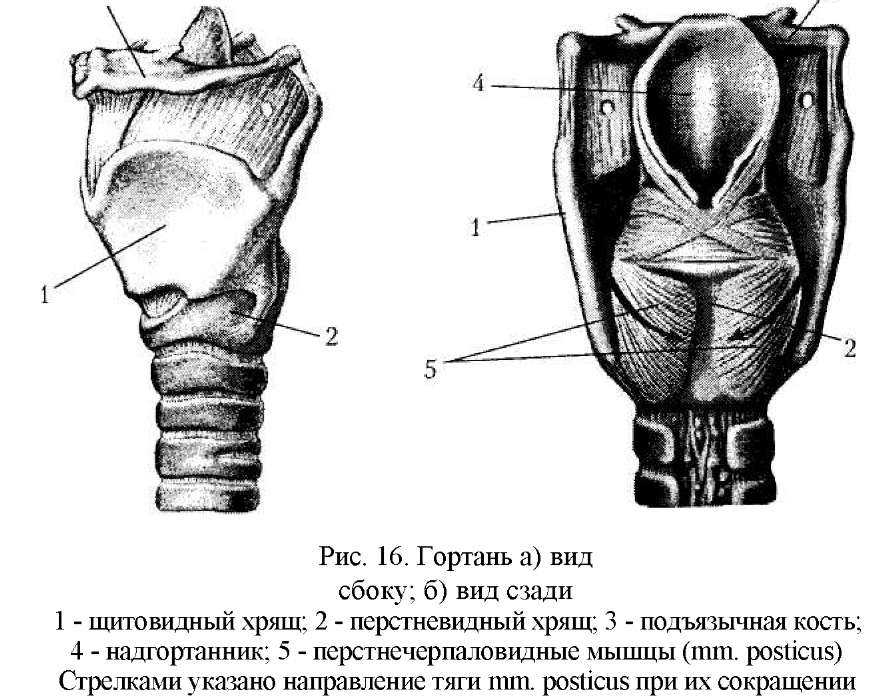 4
1
1
2
5
2
Рис. 16. Гортань а) вид
сбоку; б) вид сзади
1 - щитовидный хрящ; 2 - перстневидный хрящ; 3 - подъязычная кость;
4 - надгортанник; 5 - перстнечерпаловидные мышцы (mm. posticus)
Стрелками указано направление тяги mm. posticus при их сокращении